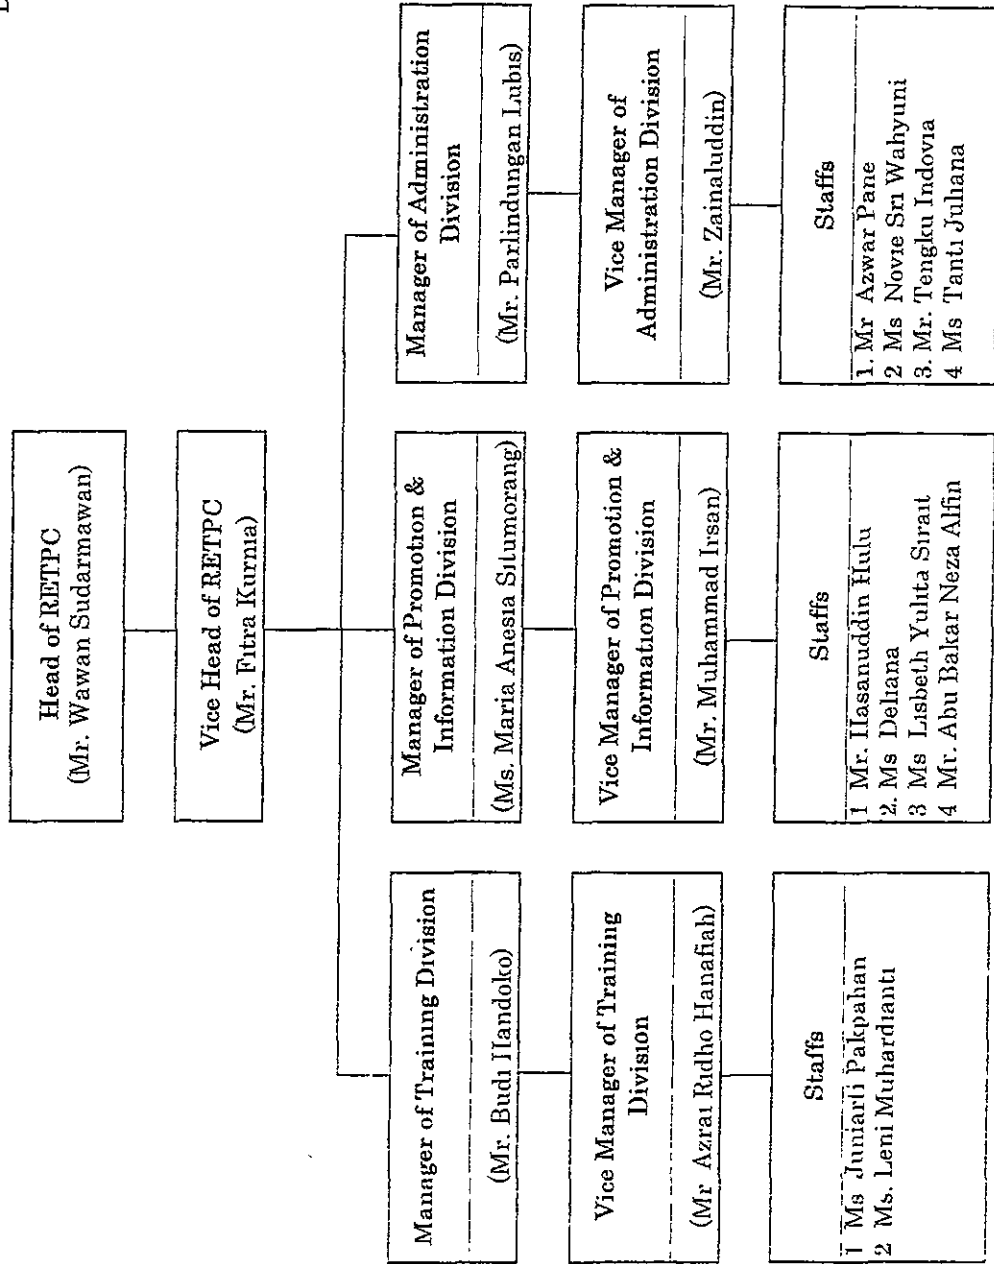 Head of RETPC
(Mr. Wawan Sudarmawan)
Vice Head of RETPC
(Mr. Fitra Kurnia)
Manager of Training Division
(Mr. Budi Handoko)
Manager of Promotion &
Information Division
(Ms. Maria Anesia Situmorang)
Manager of Administration
Division
(Mr. Parlindungan Lubis)
Vice Manager of Training
Division
(Mr Azrai Ridho Hanafiah)
Vice Manager of Promotion &
Information Division
(Mr. Muhammad Irsan)
Vice Manager of
Administration Division
(Mr. Zainaluddin)
Staffs
1 Ms Juniarti Pakpahan
2 Ms. Leni Muhardianti
Staffs
1 Mr. Hasanuddin Hulu
2. Ms Deliana
3 Ms Lisbeth Yulita Sirait
4 Mr. Abu Bakar Neza Alfin
Staffs
1. Mr Azwar Pane
2 Ms Novie Sri Wahyuni
3. Mr. Tengku Indovia
4 Ms Tanti Juliana